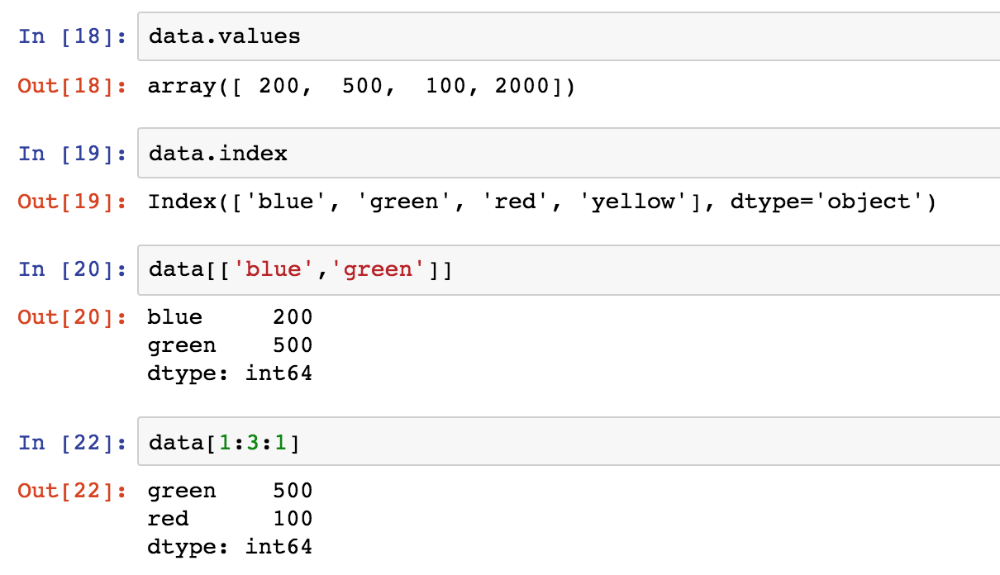 In [18]: data.values
Out[18]: array([ 200,  500,  100, 2000])
In [19]: data.index
Out[19]: Index(['blue', 'green', 'red', 'yellow'], dtype='object')
In [20]: data[['blue','green']]
Out[20]: blue     200
green    500
dtype: int64
In [22]: data[1:3:1]
Out[22]: green    500
red      100
dtype: int64